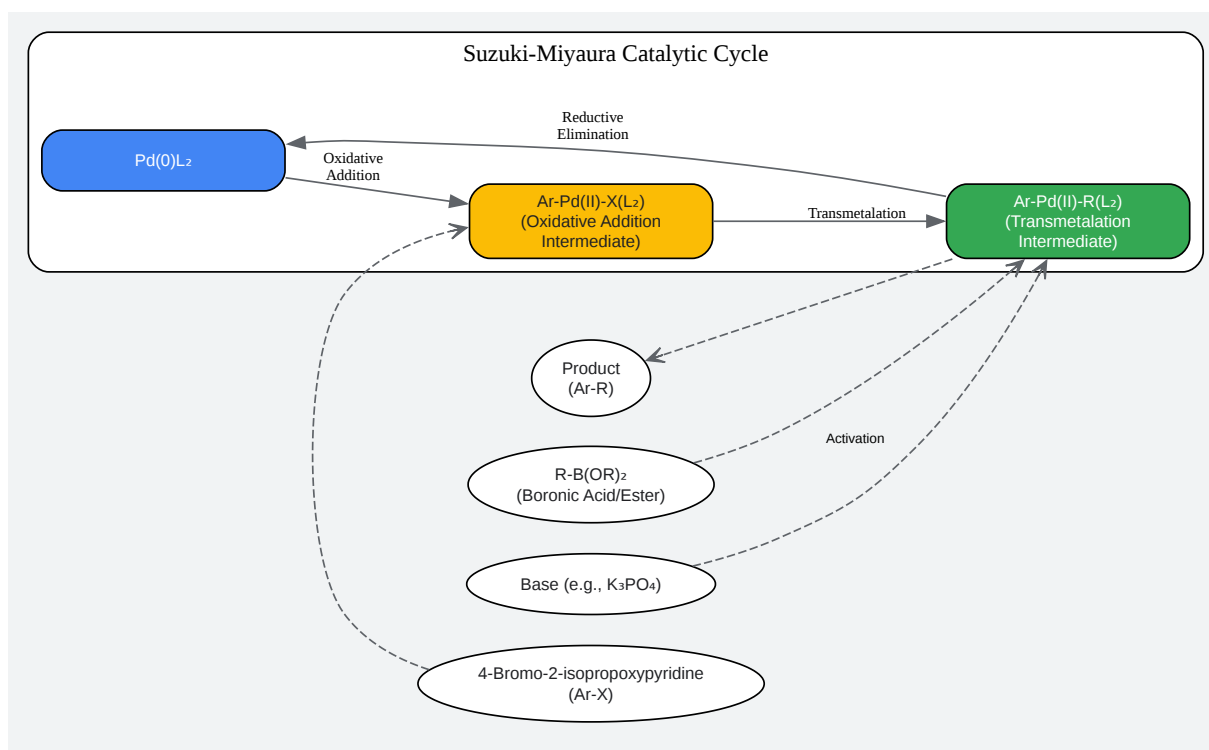 Suzuki-Miyaura Catalytic Cycle
Reductive
Elimination
Pd(0)L₂
Oxidative
Addition
Ar-Pd(II)-X(L₂)
(Oxidative Addition
Intermediate)
Transmetalation
Ar-Pd(II)-R(L₂)
(Transmetalation
Intermediate)
Product
(Ar-R)
Activation
R-B(OR)₂
(Boronic Acid/Ester)
Base (e.g., K₃PO₄)
4-Bromo-2-isopropoxypyridine
(Ar-X)